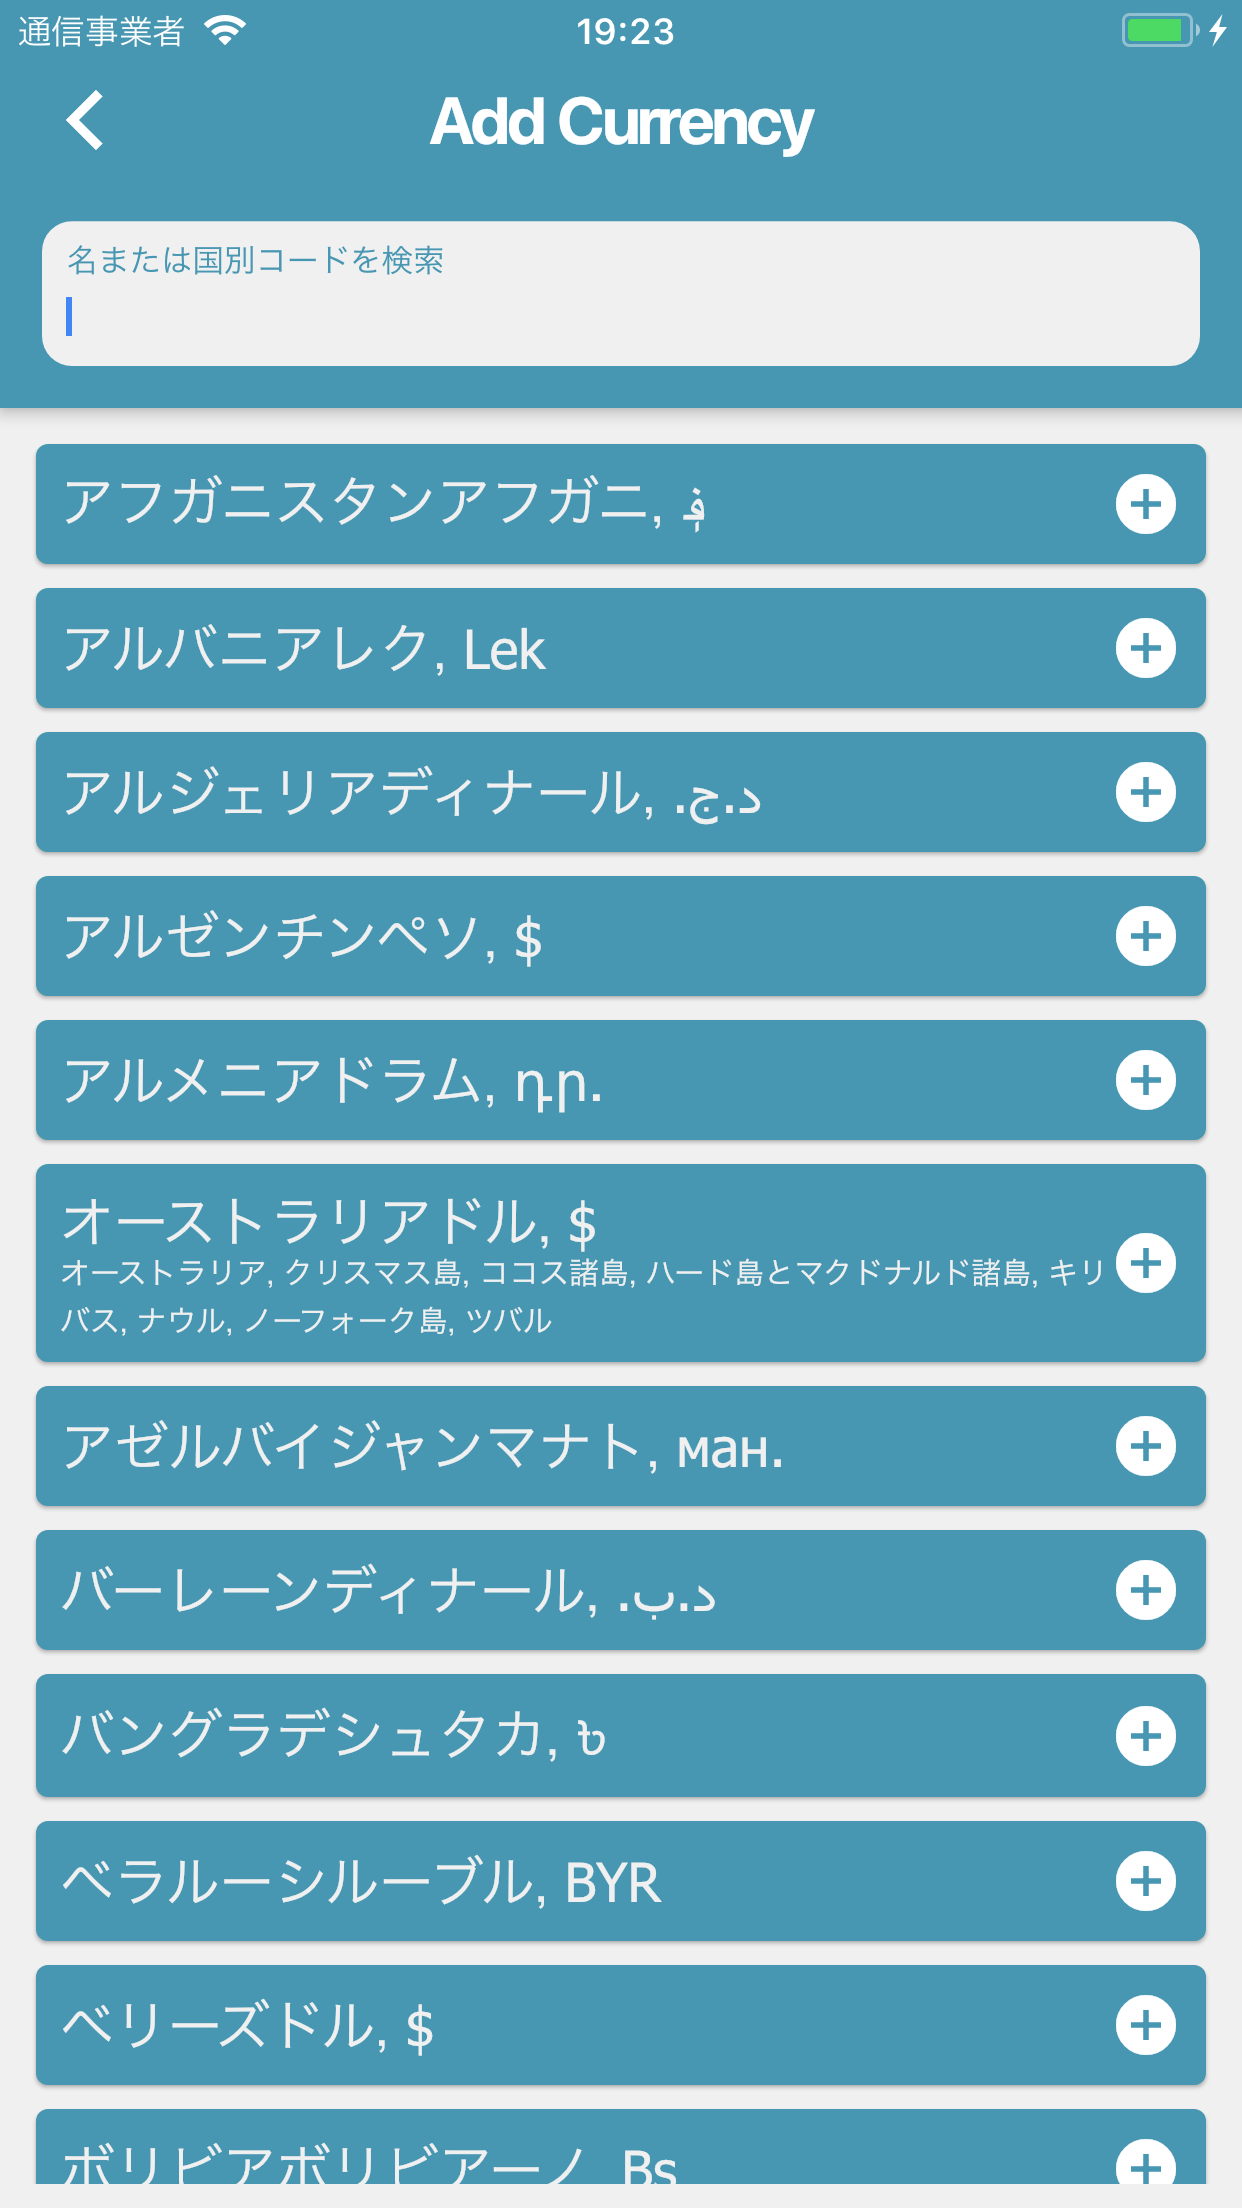 通信事業者 19:23
Add Currency
名または国別コードを検索
アフガニスタンアフガニ, ؋
アルバニアレク, Lek
アルジェリアディナール, د.ج.
アルゼンチンペソ, $
アルメニアドラム, դր.
オーストラリアドル, $
オーストラリア, クリスマス島, ココス諸島, ハード島とマクドナルド諸島, キリ
バス, ナウル, ノーフォーク島, ツバル
アゼルバイジャンマナト, ман.
バーレーンディナール, د.ب.
バングラデシュタカ, ৳
ベラルーシルーブル, BYR
ベリーズドル, $
ボリビアボリビアーノ, Bs